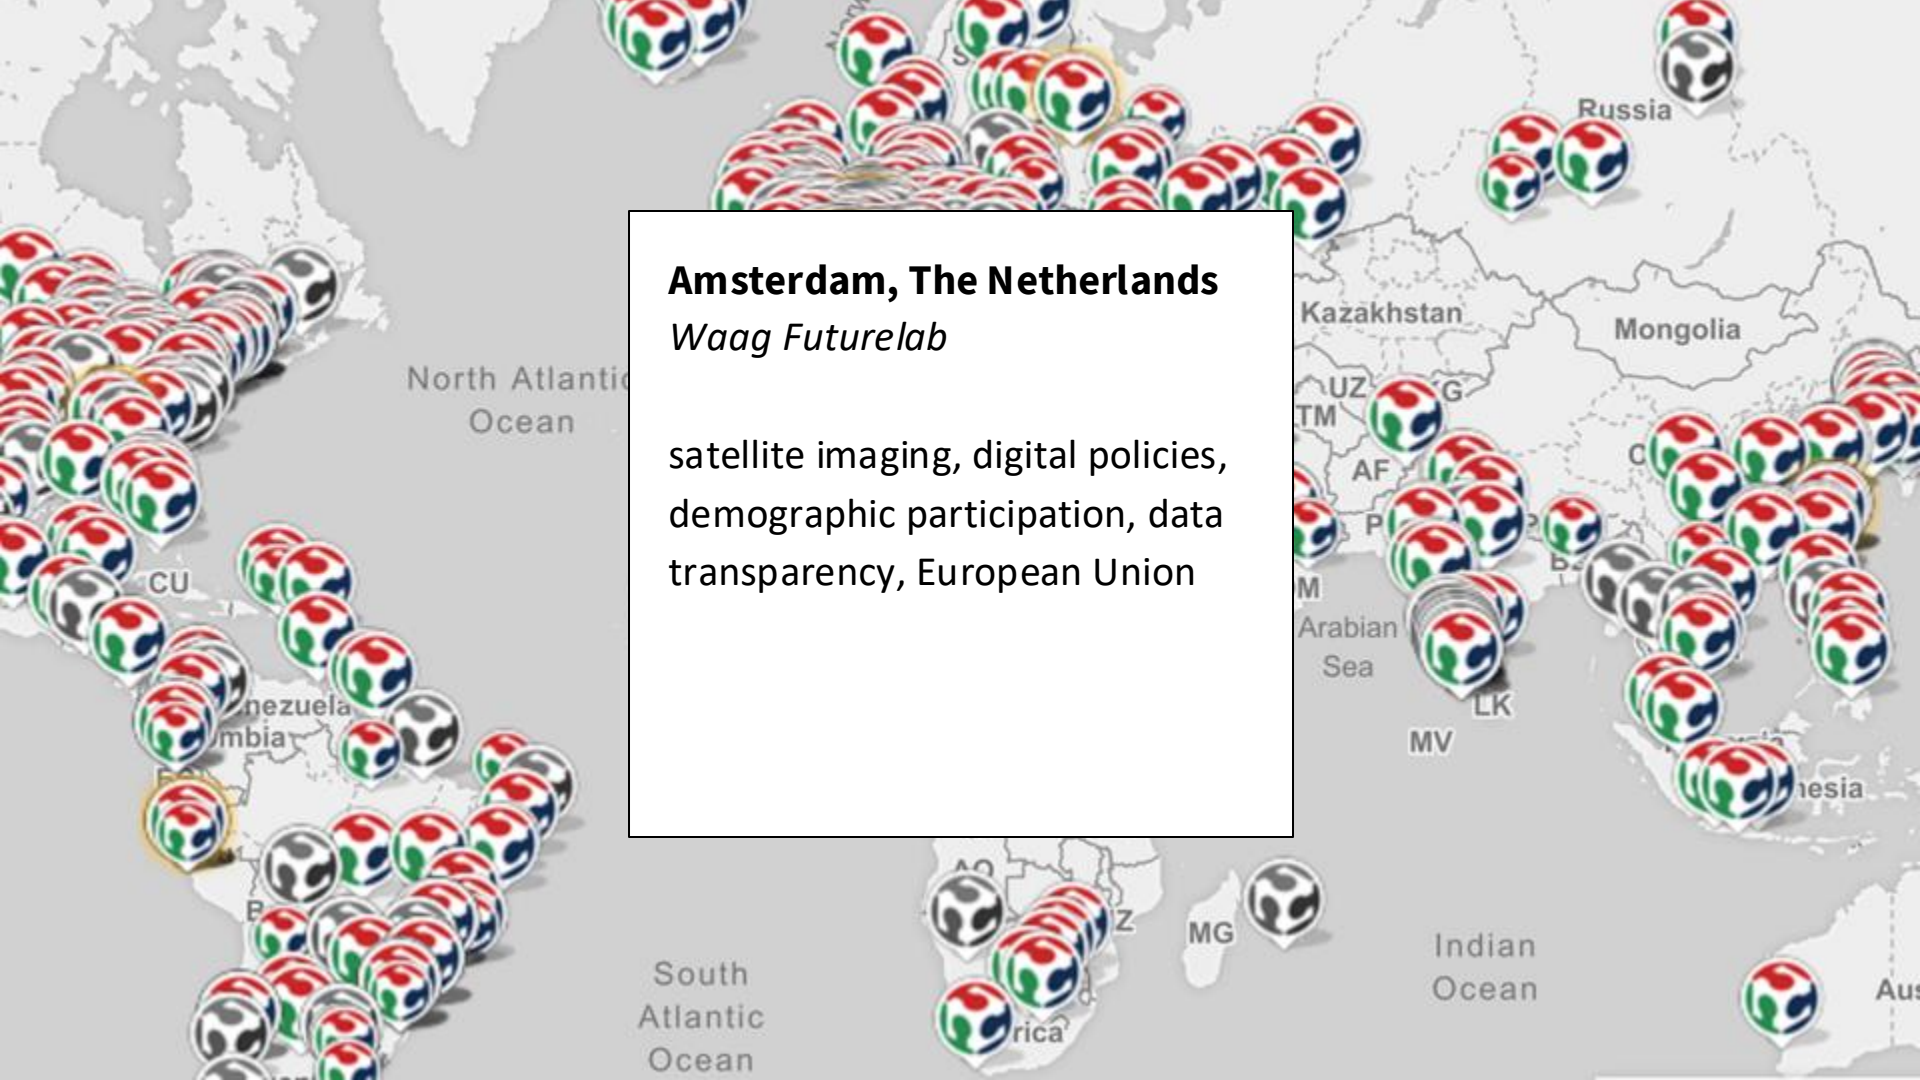 Russia
Amsterdam, The Netherlands
Waag Futurelab
satellite imaging, digital policies,
demographic participation, data
transparency, European Union
Kazakhstan
Mongolia
North Atlantic
Ocean
UZ
TM
AF
CU
Arabian
Sea
LK
MV
MG
Indian
Ocean
South
Atlantic
Ocean